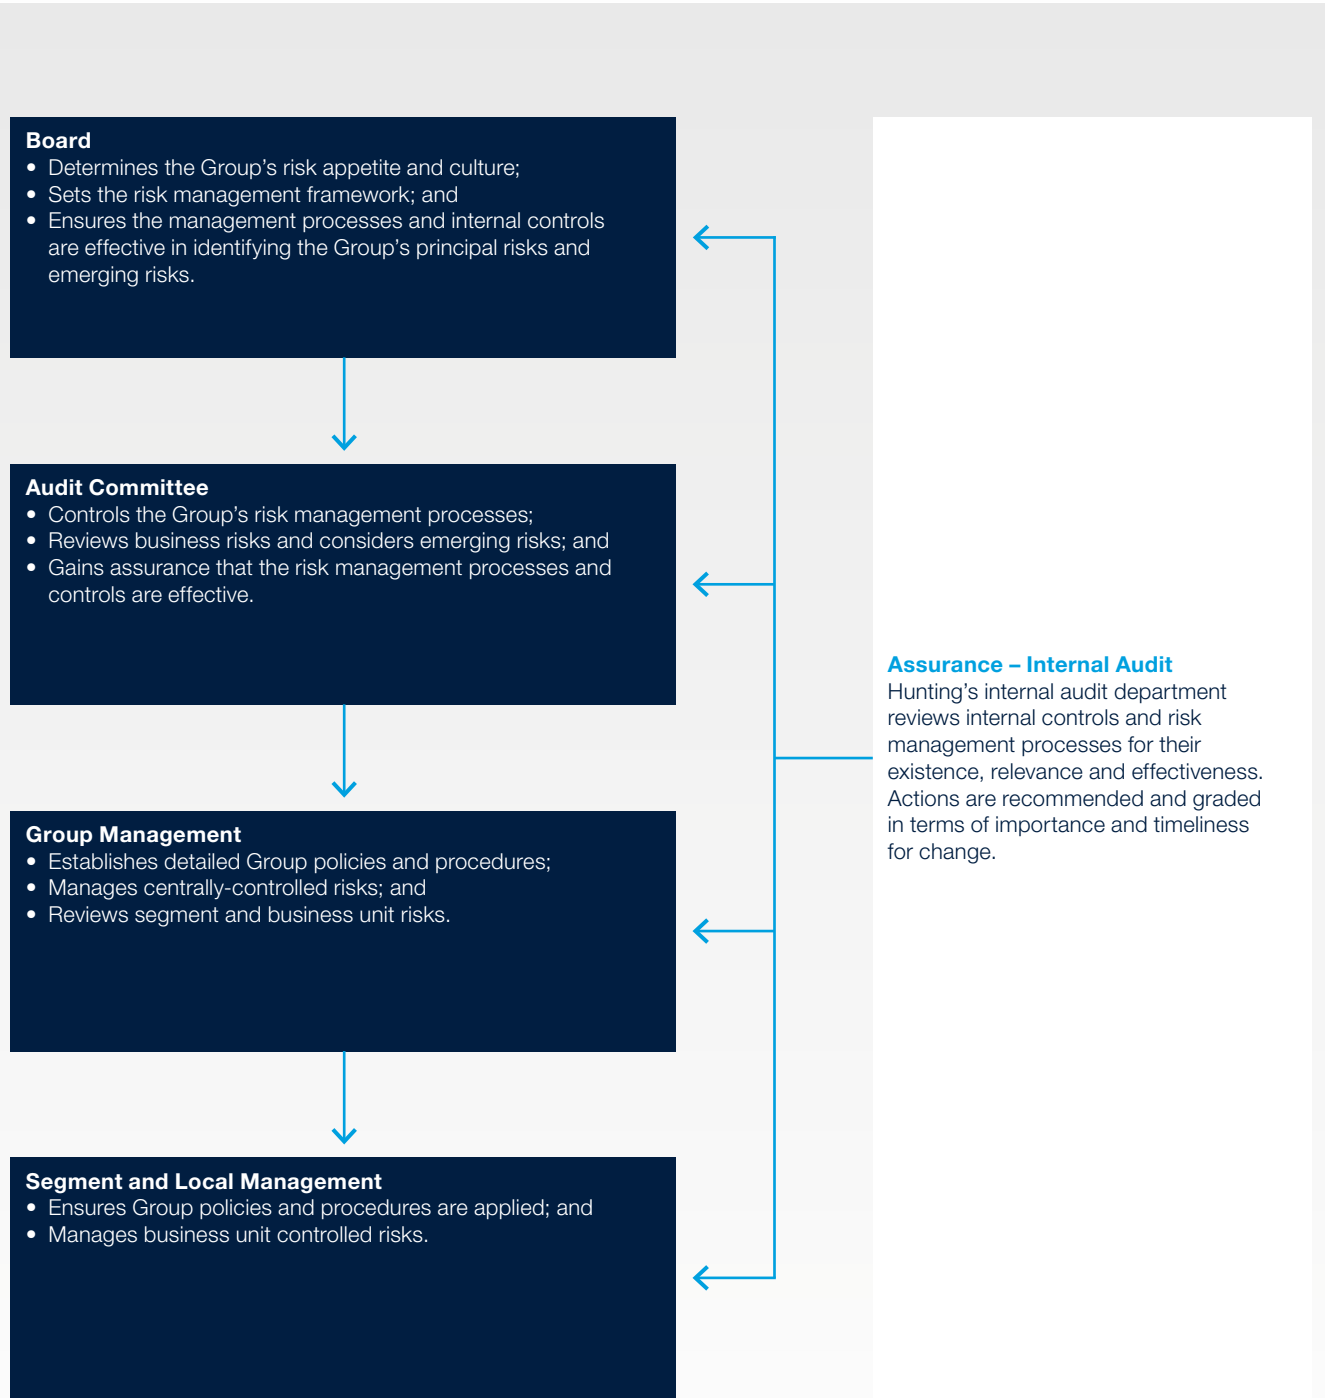 Board
• Determines the Group’s risk appetite and culture;
• Sets the risk management framework; and
• Ensures the management processes and internal controls
are effective in identifying the Group’s principal risks and
emerging risks.
Audit Committee
• Controls the Group’s risk management processes;
• Reviews business risks and considers emerging risks; and
• Gains assurance that the risk management processes and
controls are effective.
Group Management
• Establishes detailed Group policies and procedures;
• Manages centrally-controlled risks; and
• Reviews segment and business unit risks.
Segment and Local Management
• Ensures Group policies and procedures are applied; and
• Manages business unit controlled risks.
Assurance – Internal Audit
Hunting’s internal audit department
reviews internal controls and risk
management processes for their
existence, relevance and effectiveness.
Actions are recommended and graded
in terms of importance and timeliness
for change.